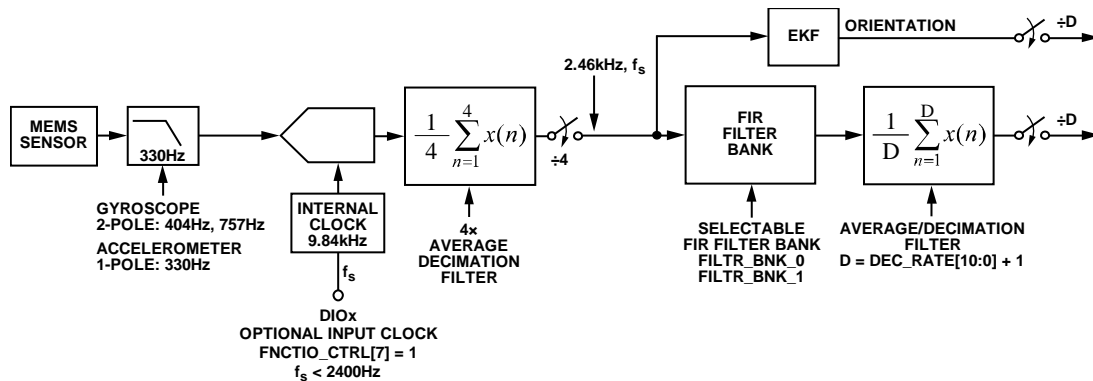 MEMS
SENSOR
330Hz
GYROSCOPE
2-POLE: 404Hz, 757Hz
ACCELEROMETER
1-POLE: 330Hz
INTERNAL
CLOCK
9.84kHz
fs
DIOx
OPTIONAL INPUT CLOCK
FNCTIO_CTRL[7] = 1
fs < 2400Hz
1/4 4∑n=1 x(n)
4×
AVERAGE
DECIMATION
FILTER
÷4
2.46kHz, fs
EKF
ORIENTATION
÷D
FIR
FILTER
BANK
SELECTABLE
FIR FILTER BANK
FILTR_BNK_0
FILTR_BNK_1
1/D D∑n=1 x(n)
÷D
AVERAGE/DECIMATION
FILTER
D = DEC_RATE[10:0] + 1